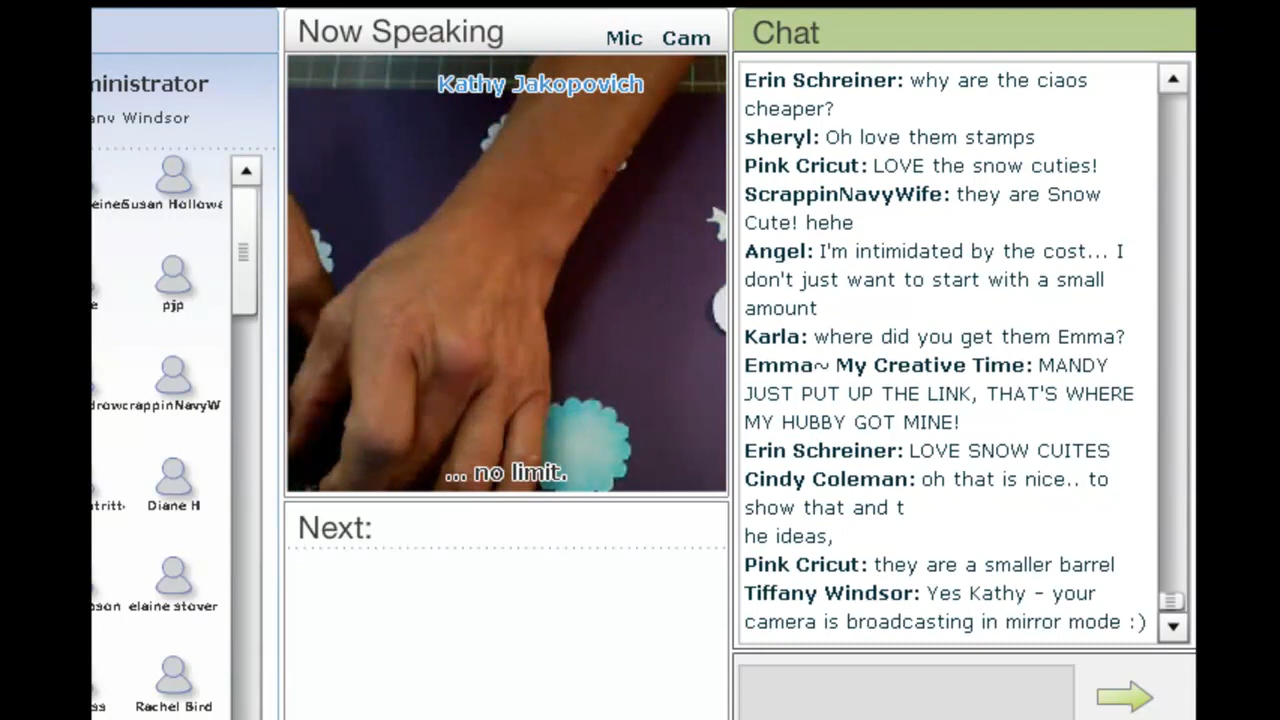 ministrator
any Windsor
Susan Hollowa
pjp
rappinNavyW
Diane H
elaine stover
Rachel Bird
Now Speaking
Mic Cam
Kathy Jakopovich
... no limit.
Next:
Chat
Erin Schreiner: why are the ciaos
cheaper?
sheryl: Oh love them stamps
Pink Cricut: LOVE the snow cuties!
ScrappinNavyWife: they are Snow
Cute! hehe
Angel: I'm intimidated by the cost... I
don't just want to start with a small
amount
Karla: where did you get them Emma?
Emma~ My Creative Time: MANDY
JUST PUT UP THE LINK, THAT'S WHERE
MY HUBBY GOT MINE!
Erin Schreiner: LOVE SNOW CUITES
Cindy Coleman: oh that is nice.. to
show that and t
he ideas,
Pink Cricut: they are a smaller barrel
Tiffany Windsor: Yes Kathy - your
camera is broadcasting in mirror mode :)